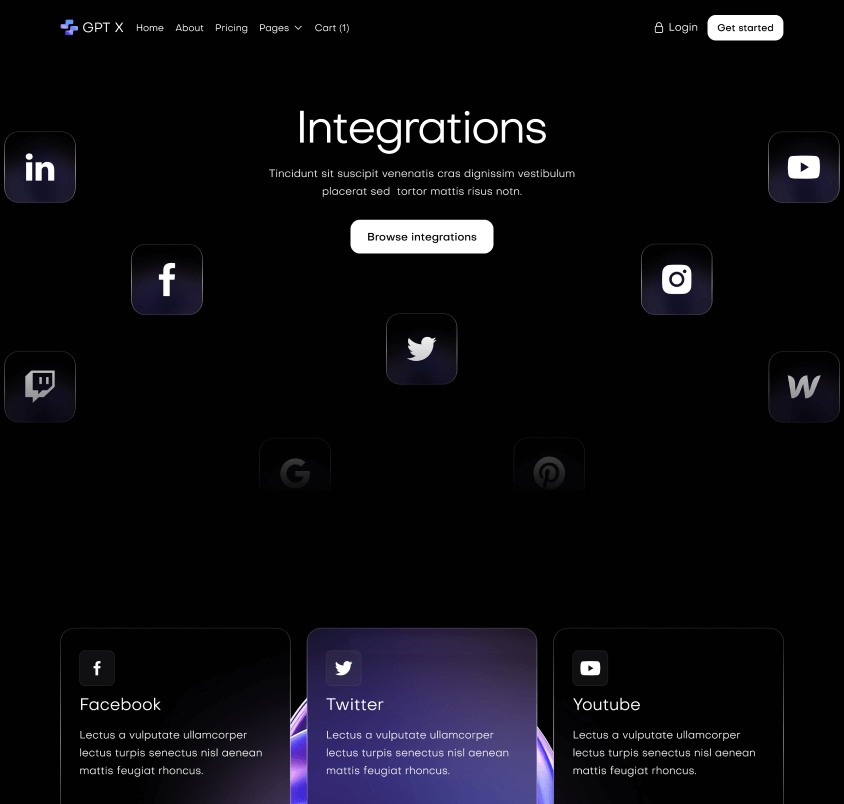 GPT X Home About Pricing Pages Cart (1) Login Get started
Integrations
Tincidunt sit suscipit venenatis cras dignissim vestibulum
placerat sed tortor mattis risus notn.
Browse integrations
Facebook
Lectus a vulputate ullamcorper
lectus turpis senectus nisl aenean
mattis feugiat rhoncus.
Twitter
Lectus a vulputate ullamcorper
lectus turpis senectus nisl aenean
mattis feugiat rhoncus.
Youtube
Lectus a vulputate ullamcorper
lectus turpis senectus nisl aenean
mattis feugiat rhoncus.